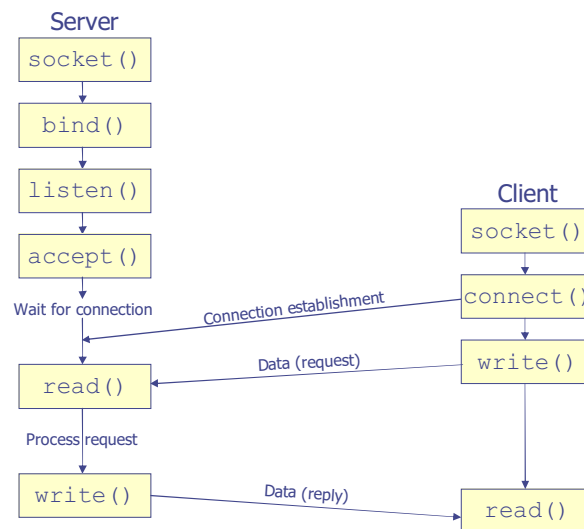 Server
socket()
bind()
listen()
accept()
Wait for connection
read()
Process request
write()
Client
socket()
connect()
write()
read()
Connection establishment
Data (request)
Data (reply)